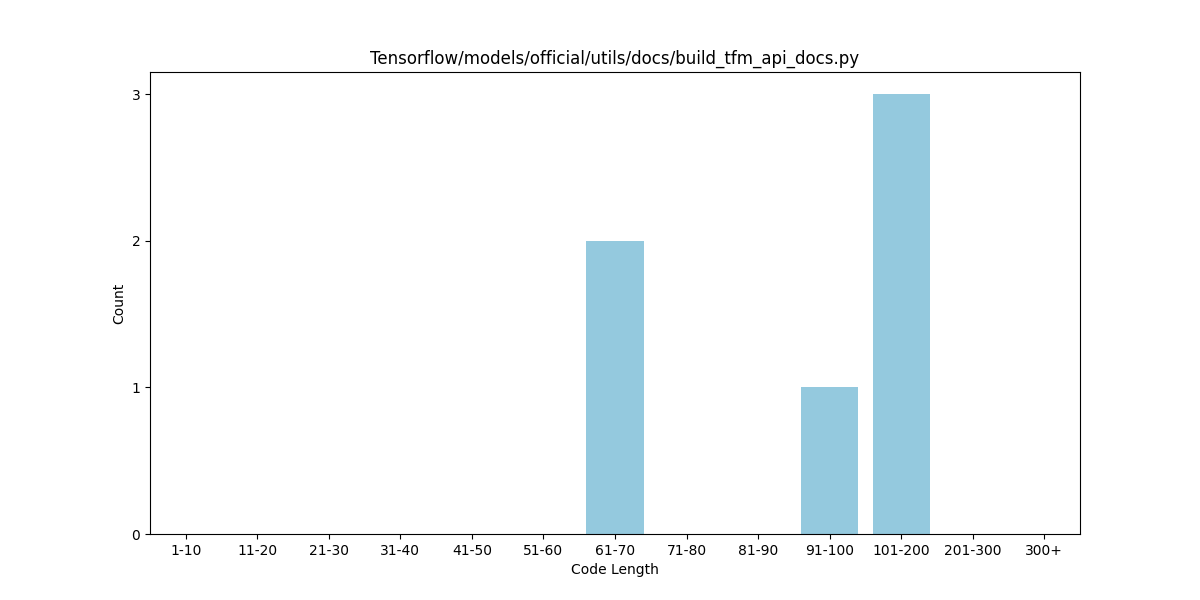 Tensorflow/models/official/utils/docs/build_tfm_api_docs.py
3
2
1
0
Count
1-10 11-20 21-30 31-40 41-50 51-60 61-70 71-80 81-90 91-100 101-200 201-300 300+
Code Length